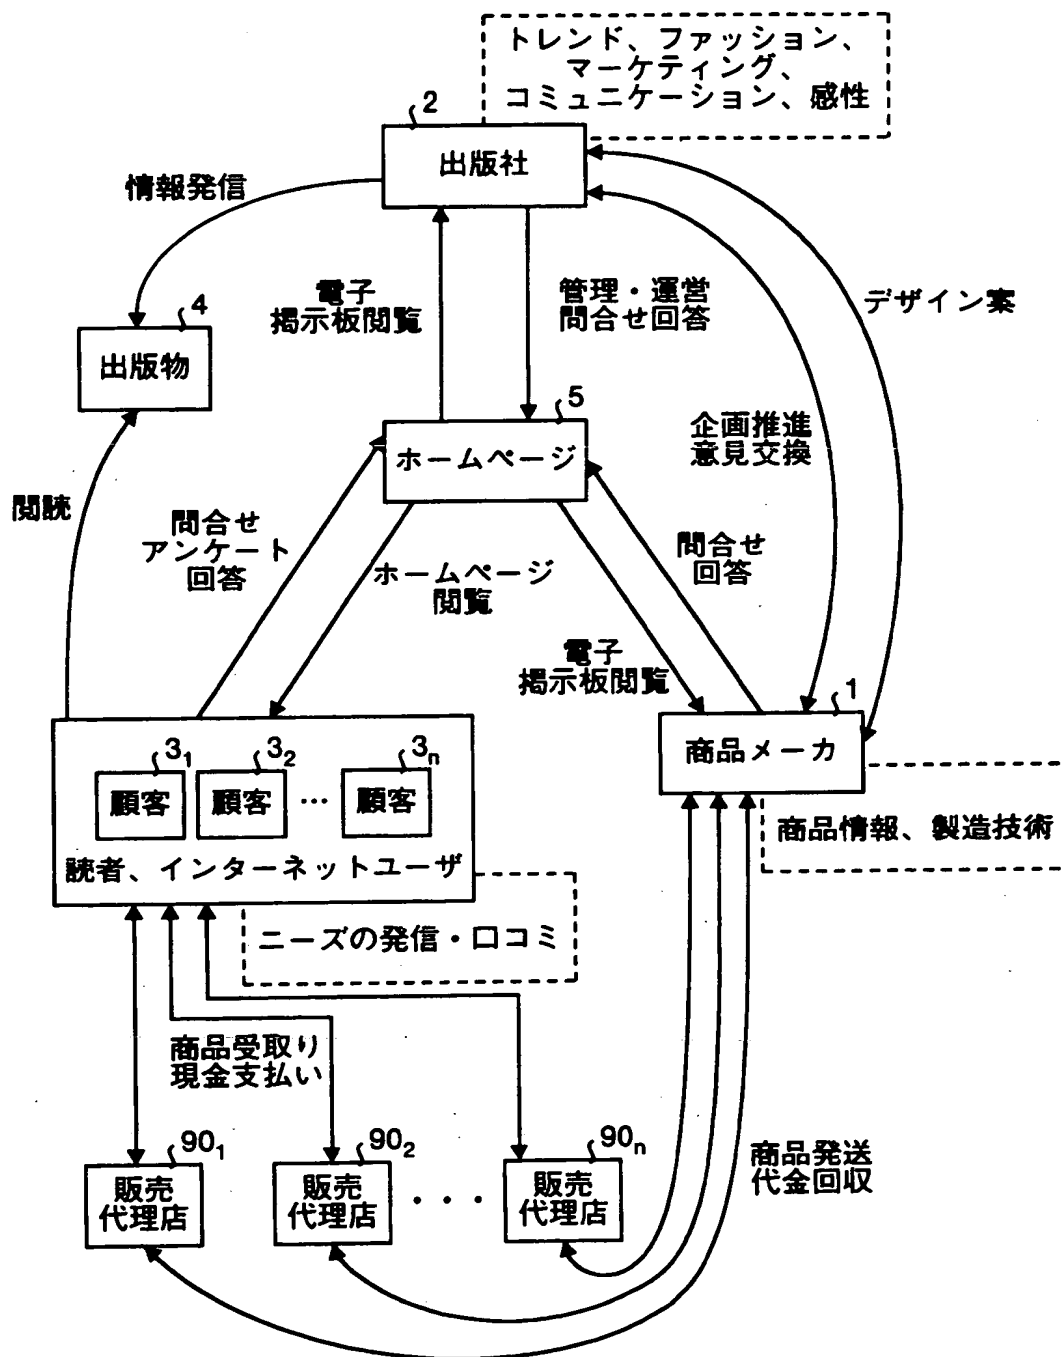 トレンド、ファッション、
マーケティング、
コミュニケーション、感性
2
出版社
情報発信
電子
掲示板閲覧
管理・運営
問合せ回答
デザイン案
4
出版物
5
ホームページ
企画推進
意見交換
閲読
問合せ
アンケート
回答
ホームページ
閲覧
問合せ
回答
電子
掲示板閲覧
1
商品メーカ
3₁
顧客
3₂
顧客
...
3ₙ
顧客
読者、インターネットユーザ
商品情報、製造技術
ニーズの発信・口コミ
商品受取り
現金支払い
90₁
販売
代理店
90₂
販売
代理店
・・・
90ₙ
販売
代理店
商品発送
代金回収